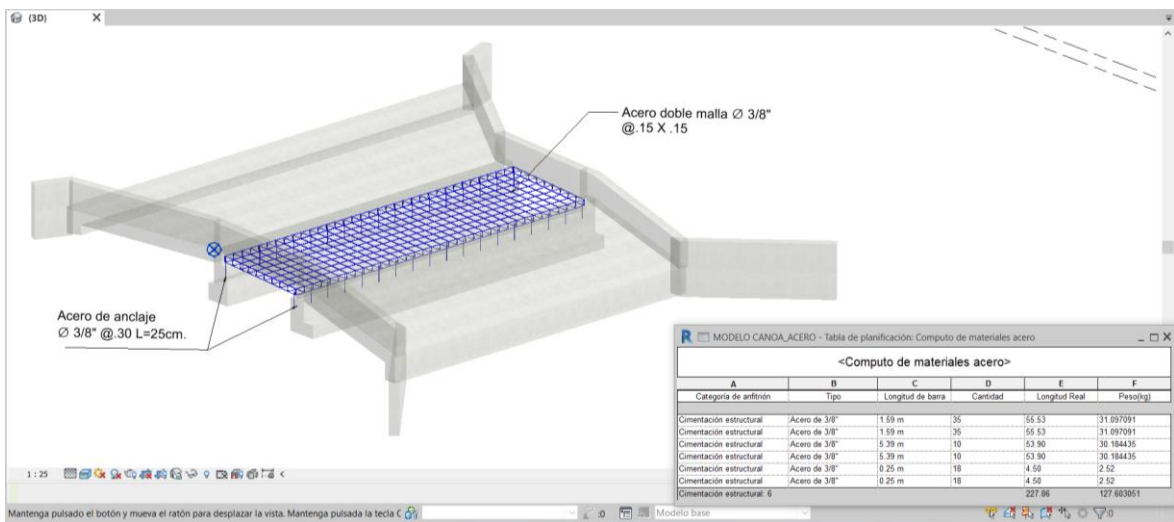 (3D)
Acero doble malla Ø 3/8"
@.15 X .15
Acero de anclaje
Ø 3/8" @.30 L=25cm.
R MODELO CANOA_ACERO - Tabla de planificación: Computo de materiales acero
<Computo de materiales acero>
A B C D E F
Categoría de anfitrión Tipo Longitud de barra Cantidad Longitud Real Peso(kg)
Cimentación estructural Acero de 3/8" 1.59 m 35 55.53 31.097091
Cimentación estructural Acero de 3/8" 1.59 m 35 55.53 31.097091
Cimentación estructural Acero de 3/8" 5.39 m 10 53.90 30.184435
Cimentación estructural Acero de 3/8" 5.39 m 10 53.90 30.184435
Cimentación estructural Acero de 3/8" 0.25 m 18 4.50 2.52
Cimentación estructural Acero de 3/8" 0.25 m 18 4.50 2.52
Cimentación estructural: 6 227.86 127.603051
1 : 25
Mantenga pulsado el botón y mueva el ratón para desplazar la vista. Mantenga pulsada la tecla C
:0
Modelo base
:0